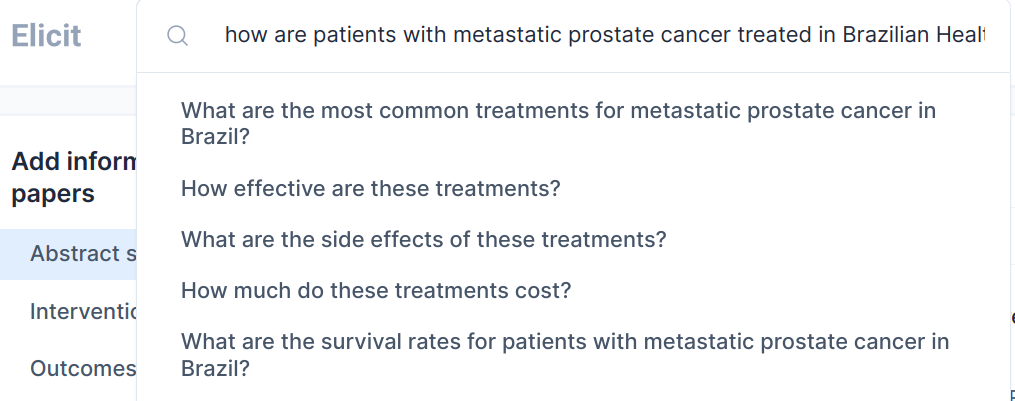 Elicit
how are patients with metastatic prostate cancer treated in Brazilian
What are the most common treatments for metastatic prostate cancer in
Brazil?
How effective are these treatments?
What are the side effects of these treatments?
How much do these treatments cost?
What are the survival rates for patients with metastatic prostate cancer in
Brazil?
Add
papers
Abstract
Outcomes